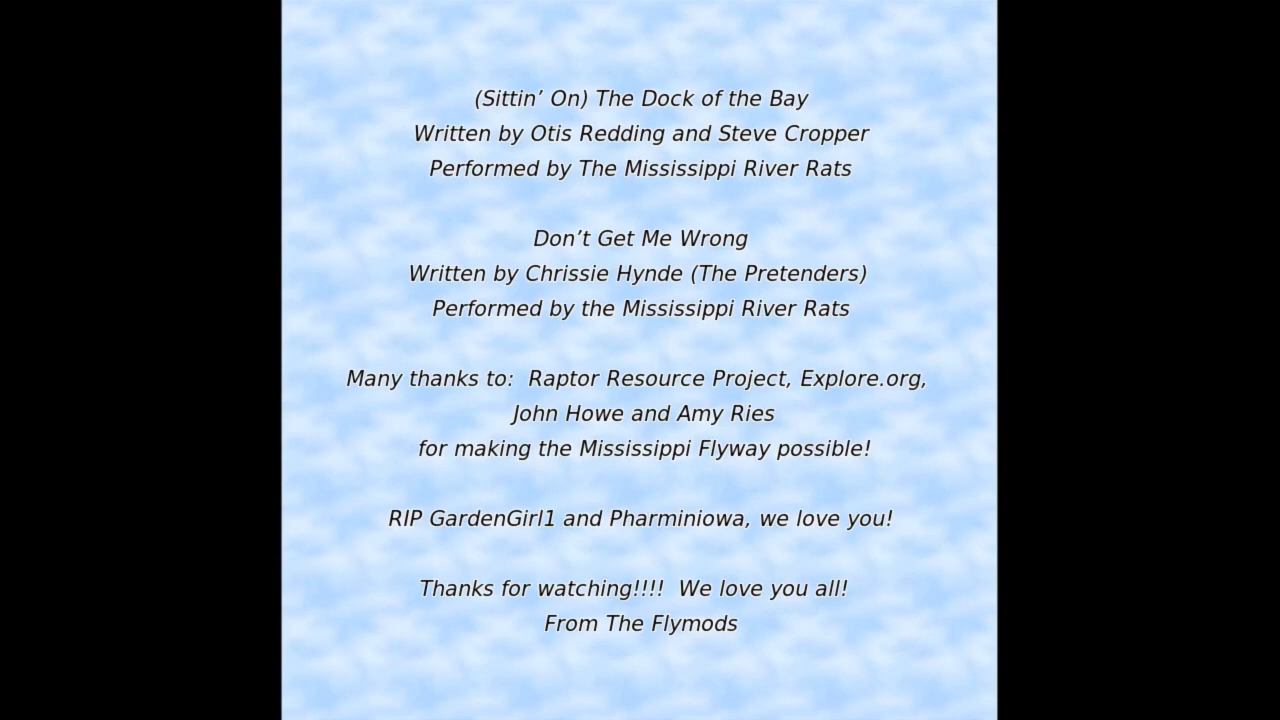 (Sittin’ On) The Dock of the Bay
Written by Otis Redding and Steve Cropper
Performed by The Mississippi River Rats
Don’t Get Me Wrong
Written by Chrissie Hynde (The Pretenders)
Performed by the Mississippi River Rats
Many thanks to:  Raptor Resource Project, Explore.org,
John Howe and Amy Ries
for making the Mississippi Flyway possible!
RIP GardenGirl1 and Pharminiowa, we love you!
Thanks for watching!!!!  We love you all!
From The Flymods